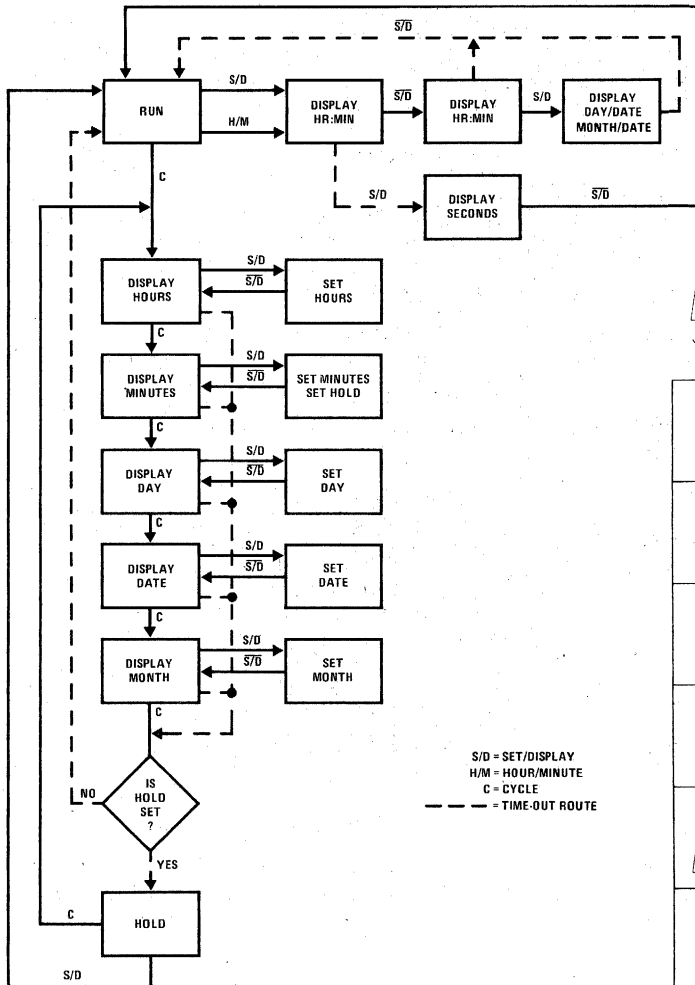 S̅/D̅
RUN
S/D
H/M
DISPLAY
HR:MIN
S̅/D̅
DISPLAY
HR:MIN
S/D
DISPLAY
DAY/DATE
MONTH/DATE
C
S/D
DISPLAY
SECONDS
S̅/D̅
DISPLAY
HOURS
S/D
S̅/D̅
SET
HOURS
C
DISPLAY
MINUTES
S/D
S̅/D̅
SET MINUTES
SET HOLD
C
DISPLAY
DAY
S/D
S̅/D̅
SET
DAY
C
DISPLAY
DATE
S/D
S̅/D̅
SET
DATE
C
DISPLAY
MONTH
S/D
S̅/D̅
SET
MONTH
C
IS
HOLD
SET
?
NO
YES
HOLD
C
S/D
S/D = SET/DISPLAY
H/M = HOUR/MINUTE
C = CYCLE
= TIME-OUT ROUTE